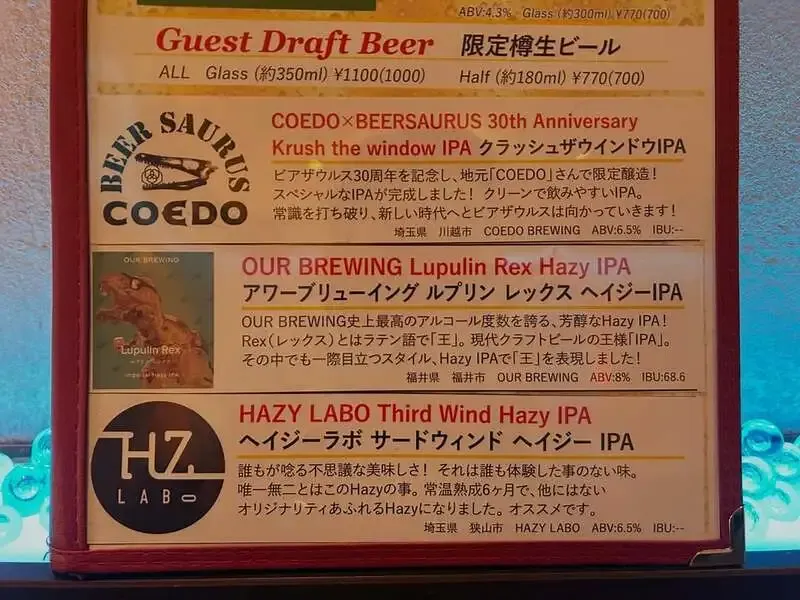 ABV:4.3% Glass (約300ml) ¥770(700)
Guest Draft Beer 限定樽生ビール
ALL Glass (約350ml) ¥1100(1000) Half (約180ml) ¥770(700)
BEER SAURUS
COEDO
COEDO×BEERSAURUS 30th Anniversary
Krush the window IPA クラッシュザウインドウIPA
ビアザウルス30周年を記念し、地元「COEDO」さんで限定醸造！
スペシャルなIPAが完成しました！ クリーンで飲みやすいIPA。
常識を打ち破り、新しい時代へとビアザウルスは向かっていきます！
埼玉県 川越市 COEDO BREWING ABV:6.5% IBU:--
OUR BREWING
Lupulin Rex
Imperial Hazy IPA
OUR BREWING Lupulin Rex Hazy IPA
アワーブリューイング ルプリン レックス ヘイジーIPA
OUR BREWING史上最高のアルコール度数を誇る、芳醇なHazy IPA！
Rex（レックス）とはラテン語で「王」。現代クラフトビールの王様「IPA」。
その中でも一際目立つスタイル、Hazy IPAで「王」を表現しました！
福井県 福井市 OUR BREWING ABV:8% IBU:68.6
HZ
LABO
HAZY LABO Third Wind Hazy IPA
ヘイジーラボ サードウィンド ヘイジー IPA
誰もが唸る不思議な美味しさ！ それは誰も体験した事のない味。
唯一無二とはこのHazyの事。常温熟成6ヶ月で、他にはない
オリジナリティあふれるHazyになりました。オススメです。
埼玉県 狭山市 HAZY LABO ABV:6.5% IBU:--